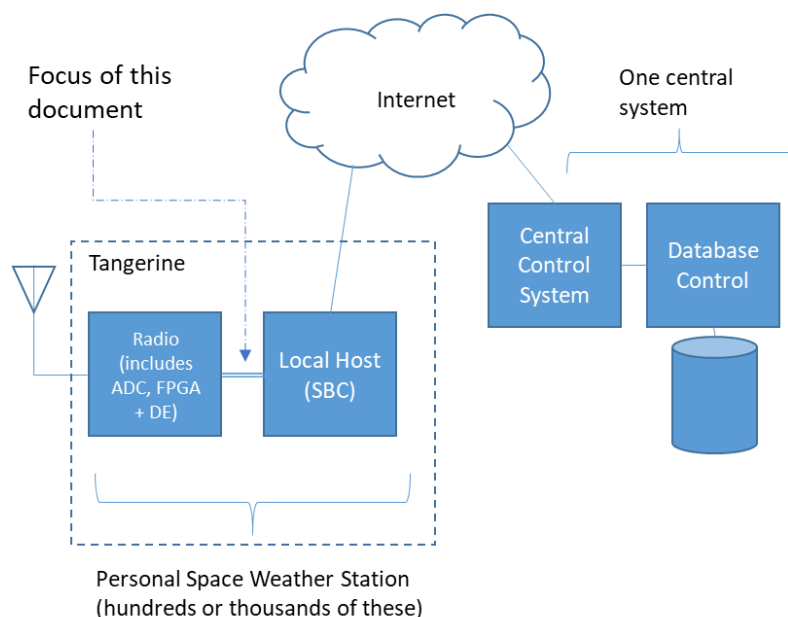 Focus of this
document
Internet
One central
system
Tangerine
Radio
(includes
ADC, FPGA
+ DE)
Local Host
(SBC)
Central
Control
System
Database
Control
Personal Space Weather Station
(hundreds or thousands of these)